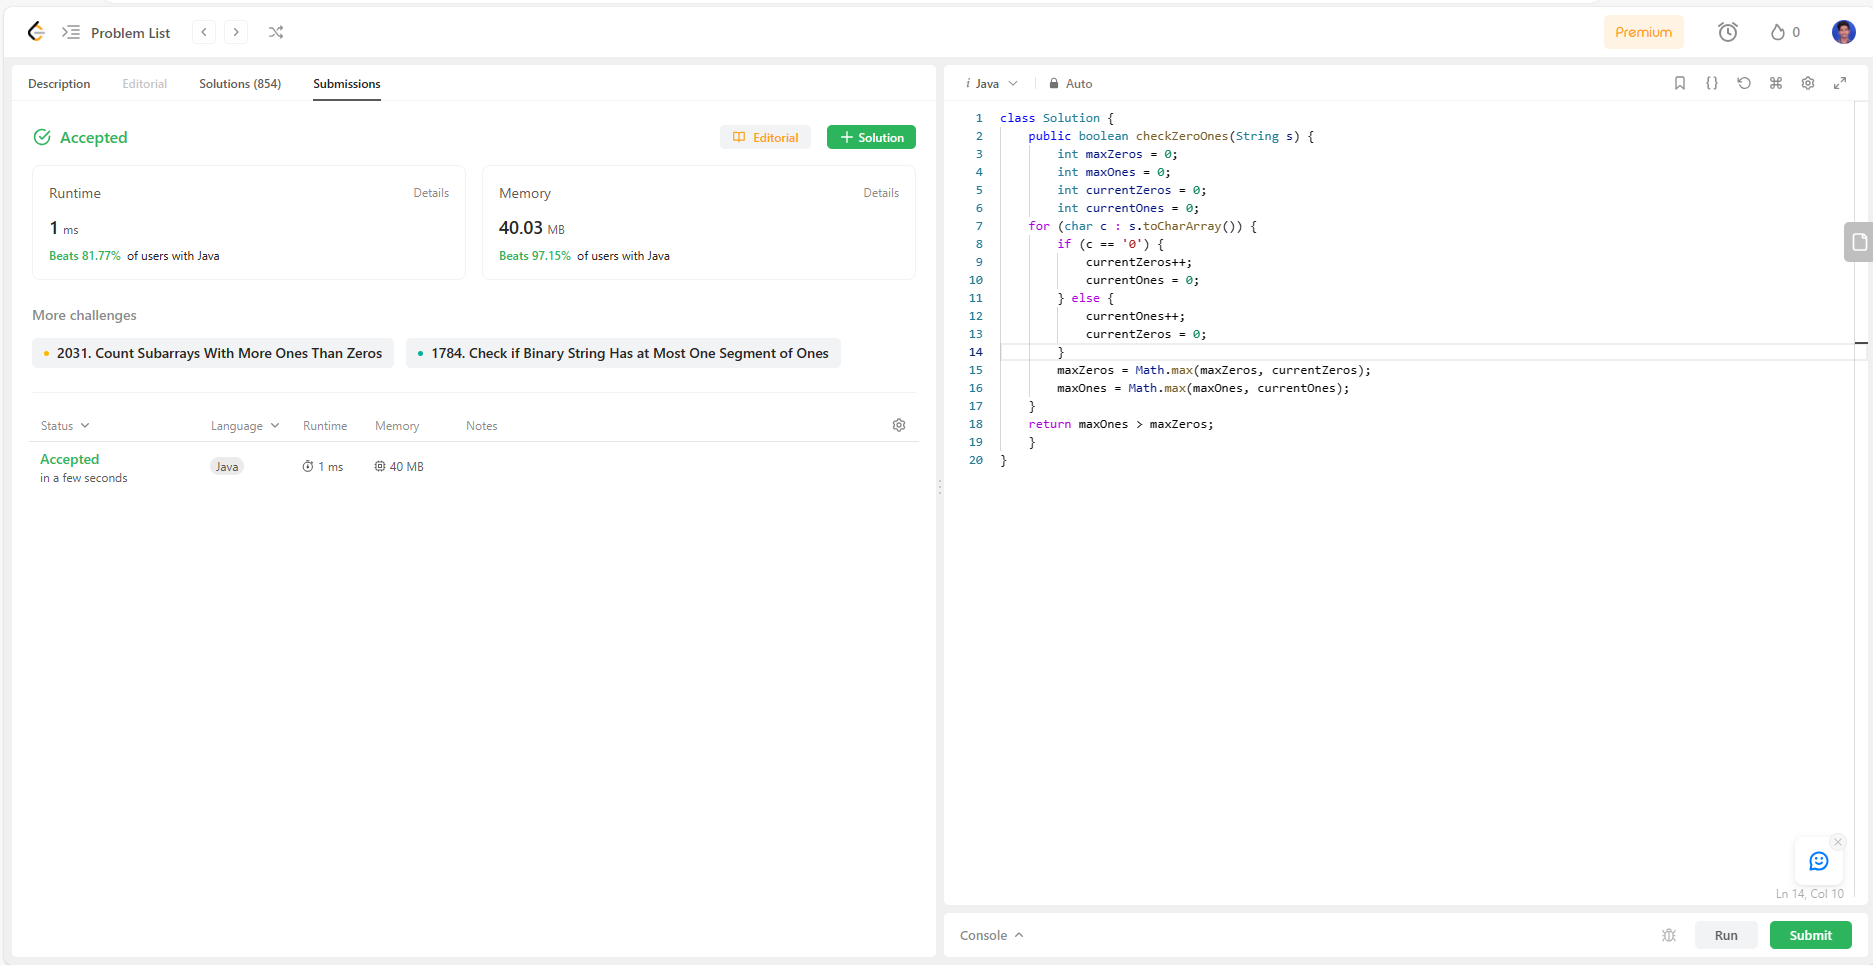 Problem List
Premium
0
Description Editorial Solutions (854) Submissions
Accepted
Editorial
Solution
Runtime Details
1 ms
Beats 81.77% of users with Java
Memory Details
40.03 MB
Beats 97.15% of users with Java
More challenges
2031. Count Subarrays With More Ones Than Zeros
1784. Check if Binary String Has at Most One Segment of Ones
Status Language Runtime Memory Notes
Accepted
in a few seconds
Java 1 ms 40 MB
i Java Auto
1 class Solution {
2     public boolean checkZeroOnes(String s) {
3         int maxZeros = 0;
4         int maxOnes = 0;
5         int currentZeros = 0;
6         int currentOnes = 0;
7     for (char c : s.toCharArray()) {
8         if (c == '0') {
9             currentZeros++;
10             currentOnes = 0;
11         } else {
12             currentOnes++;
13             currentZeros = 0;
14         }
15         maxZeros = Math.max(maxZeros, currentZeros);
16         maxOnes = Math.max(maxOnes, currentOnes);
17     }
18     return maxOnes > maxZeros;
19     }
20 }
Ln 14, Col 10
Console
Run
Submit